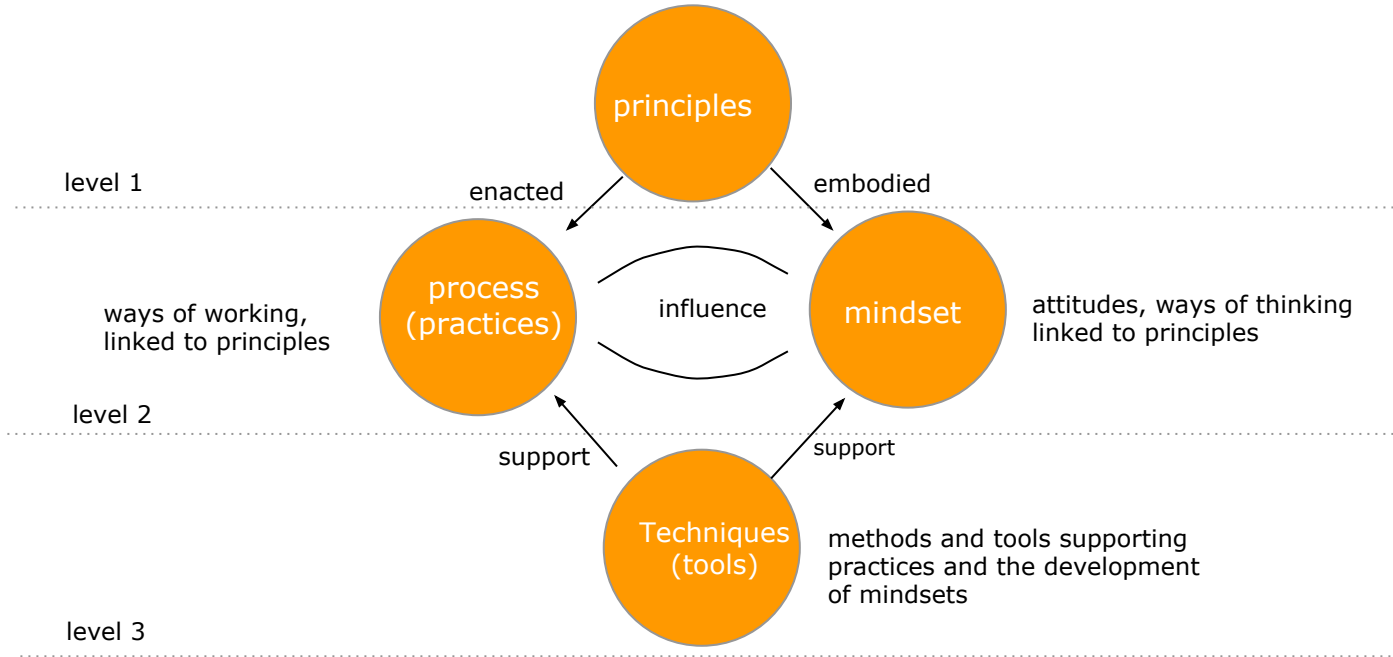 principles
level 1
enacted
embodied
process
(practices)
influence
mindset
ways of working,
linked to principles
attitudes, ways of thinking
linked to principles
level 2
support
support
Techniques
(tools)
methods and tools supporting
practices and the development
of mindsets
level 3